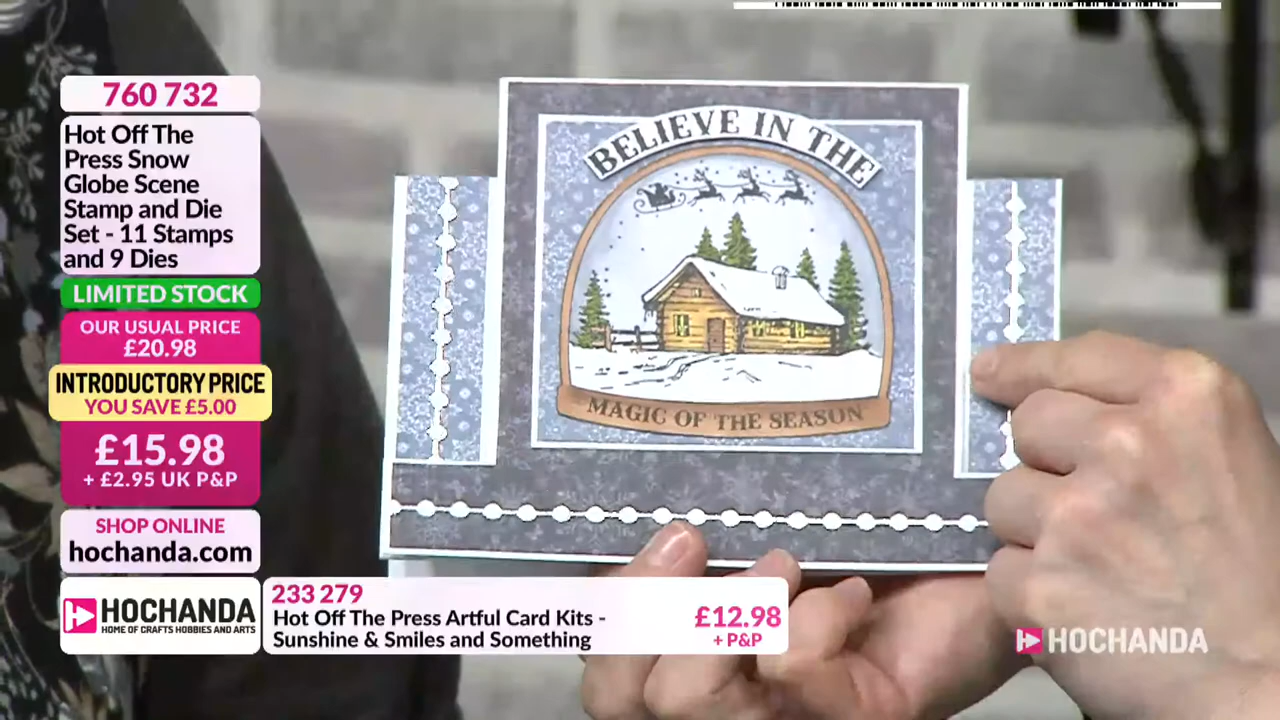 760 732
Hot Off The
Press Snow
Globe Scene
Stamp and Die
Set - 11 Stamps
and 9 Dies
LIMITED STOCK
OUR USUAL PRICE
£20.98
INTRODUCTORY PRICE
YOU SAVE £5.00
£15.98
+ £2.95 UK P&P
SHOP ONLINE
hochanda.com
HOCHANDA
HOME OF CRAFTS HOBBIES AND ARTS
233 279
Hot Off The Press Artful Card Kits -
Sunshine & Smiles and Something
£12.98
+ P&P
BELIEVE IN THE
MAGIC OF THE SEASON
HOCHANDA